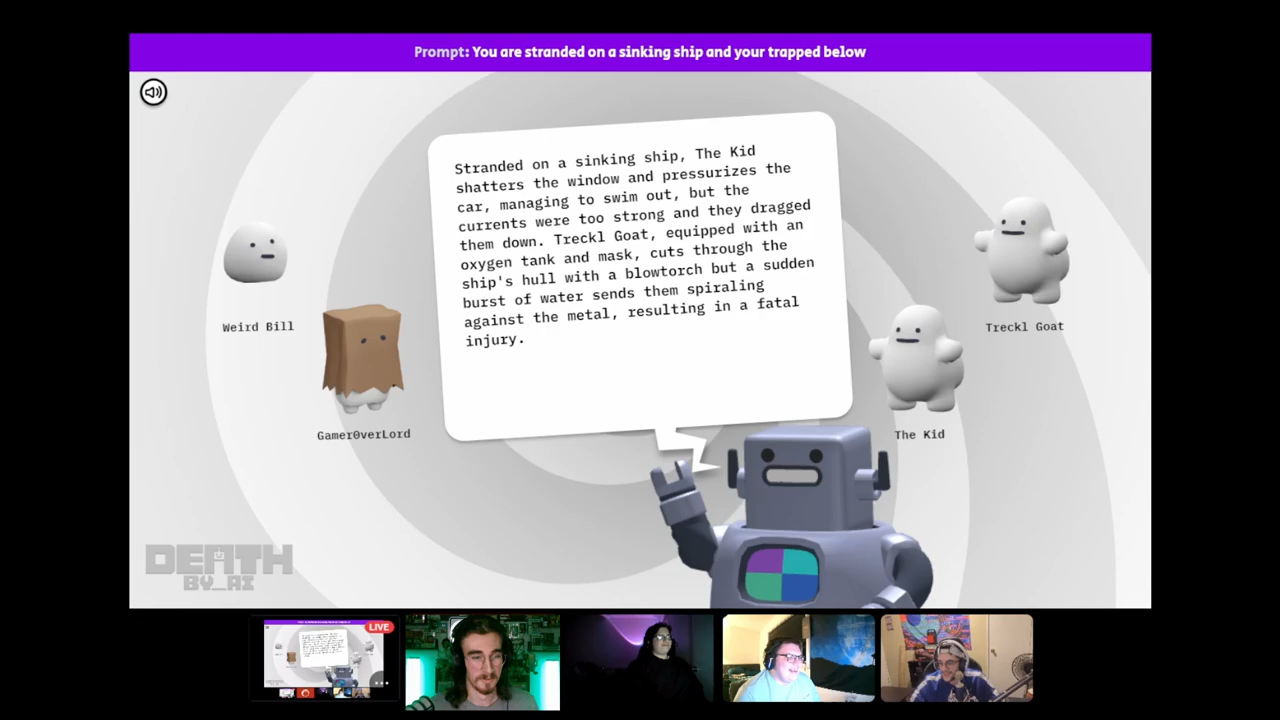 Prompt: You are stranded on a sinking ship and your trapped below
Stranded on a sinking ship, The Kid
shatters the window and pressurizes the
car, managing to swim out, but the
currents were too strong and they dragged
them down. Treckl Goat, equipped with an
oxygen tank and mask, cuts through the
ship's hull with a blowtorch but a sudden
burst of water sends them spiraling
against the metal, resulting in a fatal
injury.
Weird Bill
GamerOverLord
Treckl Goat
The Kid
DEATH
BY_AI
LIVE